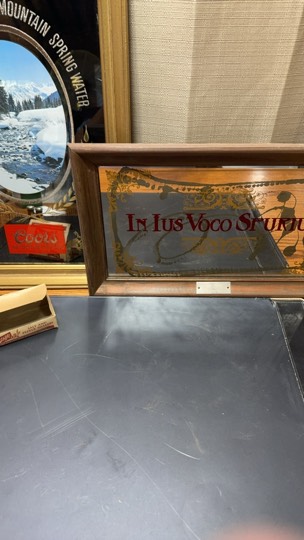 MOUNTAIN SPRING WATER
Coors
IN IUS VOCO SPURIU